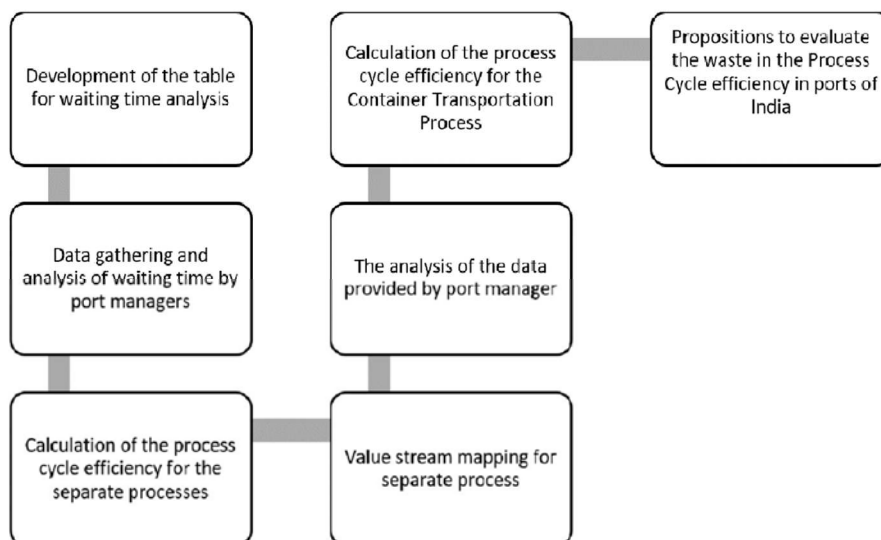 Development of the table
for waiting time analysis
Data gathering and
analysis of waiting time by
port managers
Calculation of the process
cycle efficiency for the
separate processes
Value stream mapping for
separate process
The analysis of the data
provided by port manager
Calculation of the process
cycle efficiency for the
Container Transportation
Process
Propositions to evaluate
the waste in the Process
Cycle efficiency in ports of
India